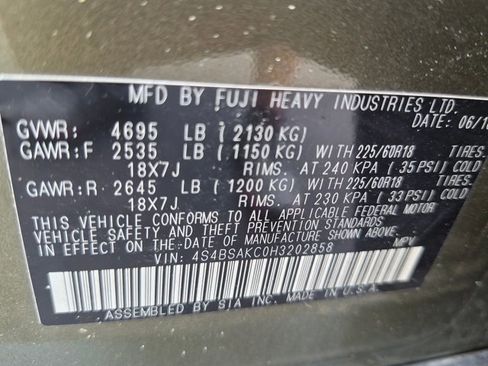 MFD BY FUJI HEAVY INDUSTRIES LTD.
DATE: 06/16
GVWR: 4695 LB (2130 KG)
GAWR:F 2535 LB (1150 KG) WITH 225/60R18 TIRES.
18X7J RIMS. AT 240 KPA (35 PSI) COLD
GAWR:R 2645 LB (1200 KG) WITH 225/60R18 TIRES.
18X7J RIMS. AT 230 KPA (33 PSI) COLD
THIS VEHICLE CONFORMS TO ALL APPLICABLE FEDERAL MOTOR
VEHICLE SAFETY AND THEFT PREVENTION STANDARDS
IN EFFECT ON THE DATE OF MANUFACTURE SHOWN ABOVE.
VIN: 4S4BSAKC0H3202858 MPV
ASSEMBLED BY SIA INC. MADE IN U.S.A.